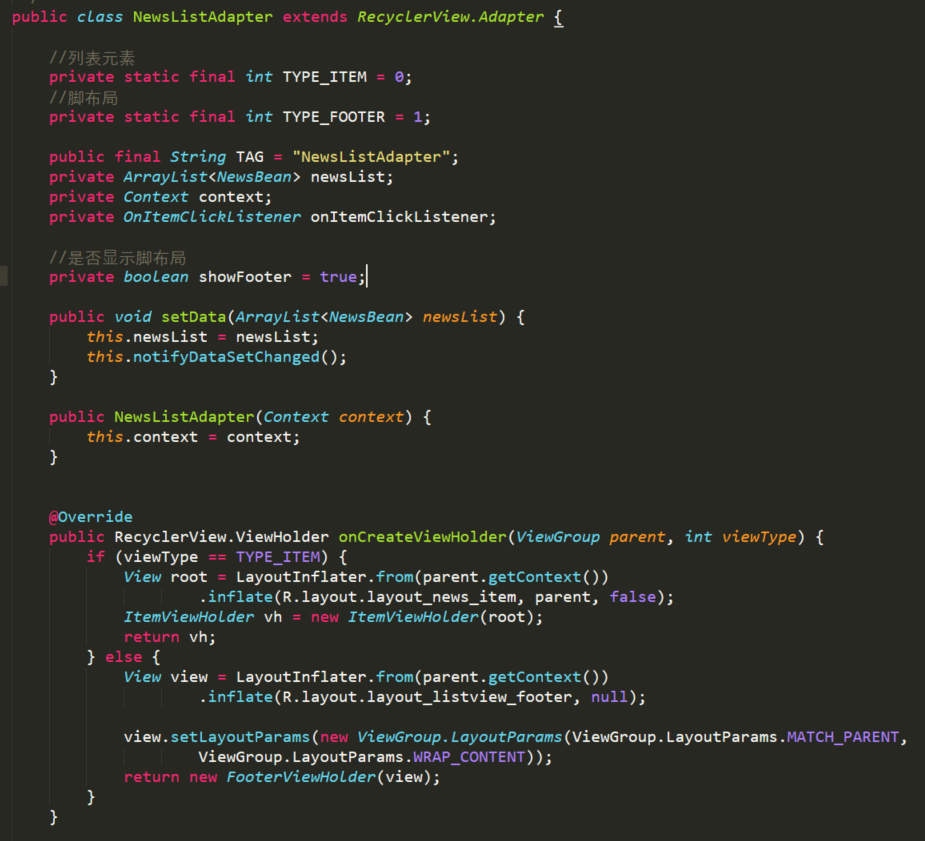 public class NewsListAdapter extends RecyclerView.Adapter {
//列表元素
private static final int TYPE_ITEM = 0;
//脚布局
private static final int TYPE_FOOTER = 1;
public final String TAG = "NewsListAdapter";
private ArrayList<NewsBean> newsList;
private Context context;
private OnItemClickListener onItemClickListener;
//是否显示脚布局
private boolean showFooter = true;
public void setData(ArrayList<NewsBean> newsList) {
this.newsList = newsList;
this.notifyDataSetChanged();
}
public NewsListAdapter(Context context) {
this.context = context;
}
@Override
public RecyclerView.ViewHolder onCreateViewHolder(ViewGroup parent, int viewType) {
if (viewType == TYPE_ITEM) {
View root = LayoutInflater.from(parent.getContext())
.inflate(R.layout.layout_news_item, parent, false);
ItemViewHolder vh = new ItemViewHolder(root);
return vh;
} else {
View view = LayoutInflater.from(parent.getContext())
.inflate(R.layout.layout_listview_footer, null);
view.setLayoutParams(new ViewGroup.LayoutParams(ViewGroup.LayoutParams.MATCH_PARENT,
ViewGroup.LayoutParams.WRAP_CONTENT));
return new FooterViewHolder(view);
}
}